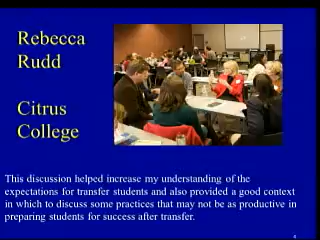 Rebecca
Rudd
Citrus
College
This discussion helped increase my understanding of the
expectations for transfer students and also provided a good context
in which to discuss some practices that may not be as productive in
preparing students for success after transfer.